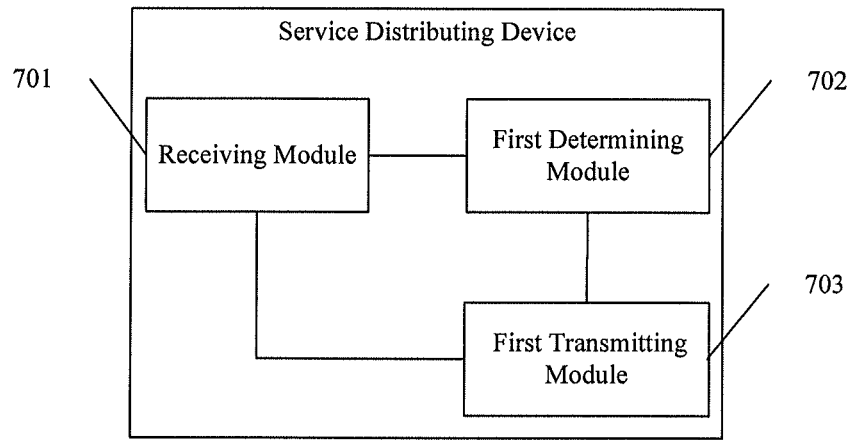 Service Distributing Device
701
702
Receiving Module
First Determining
Module
703
First Transmitting
Module